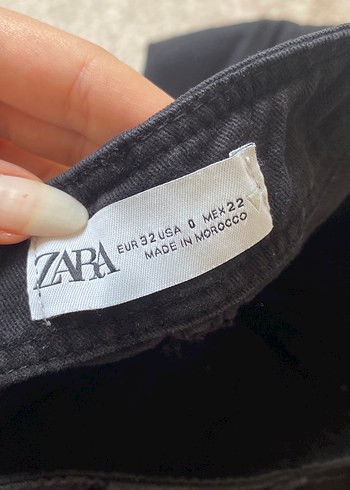 ZARA
EUR 32 USA 0 MEX 22
MADE IN MOROCCO